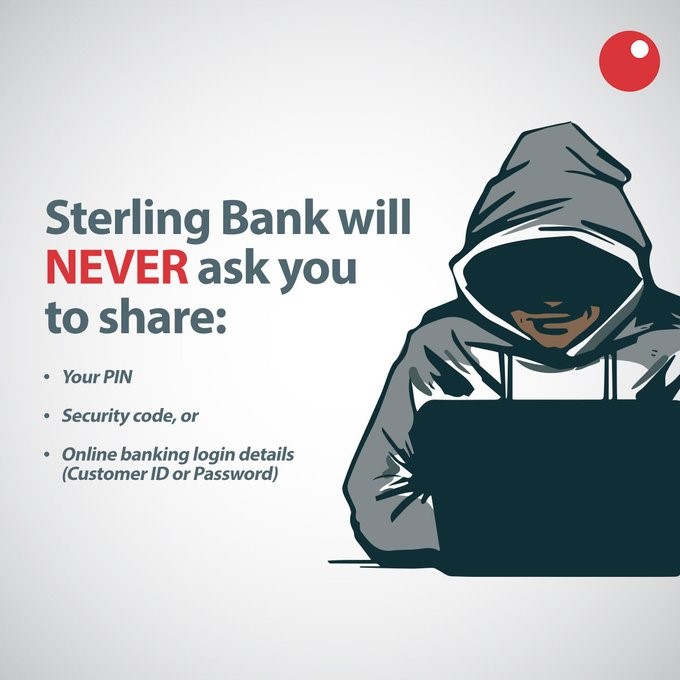 Sterling Bank will
NEVER ask you
to share:
• Your PIN
• Security code, or
• Online banking login details
(Customer ID or Password)